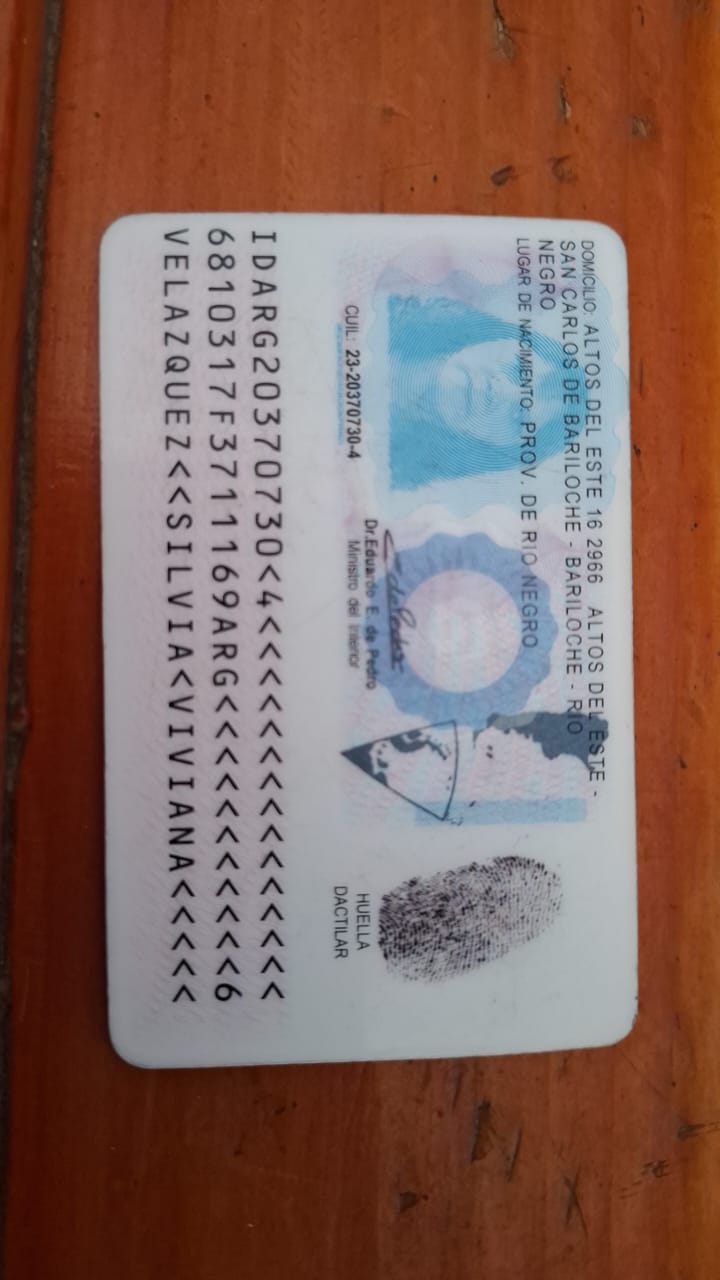 DOMICILIO: ALTOS DEL ESTE 16 2966 ALTOS DEL ESTE -
SAN CARLOS DE BARILOCHE - BARILOCHE - RIO
NEGRO
LUGAR DE NACIMIENTO: PROV. DE RIO NEGRO
CUIL: 23-20370730-4
Dr. Eduardo E. de Pedro
Ministro del Interior
HUELLA
DACTILAR
IDARG20370730<4<<<<<<<<<<<<<<<
6810317F3711169ARG<<<<<<<<<<<6
VELAZQUEZ<<SILVIA<VIVIANA<<<<<